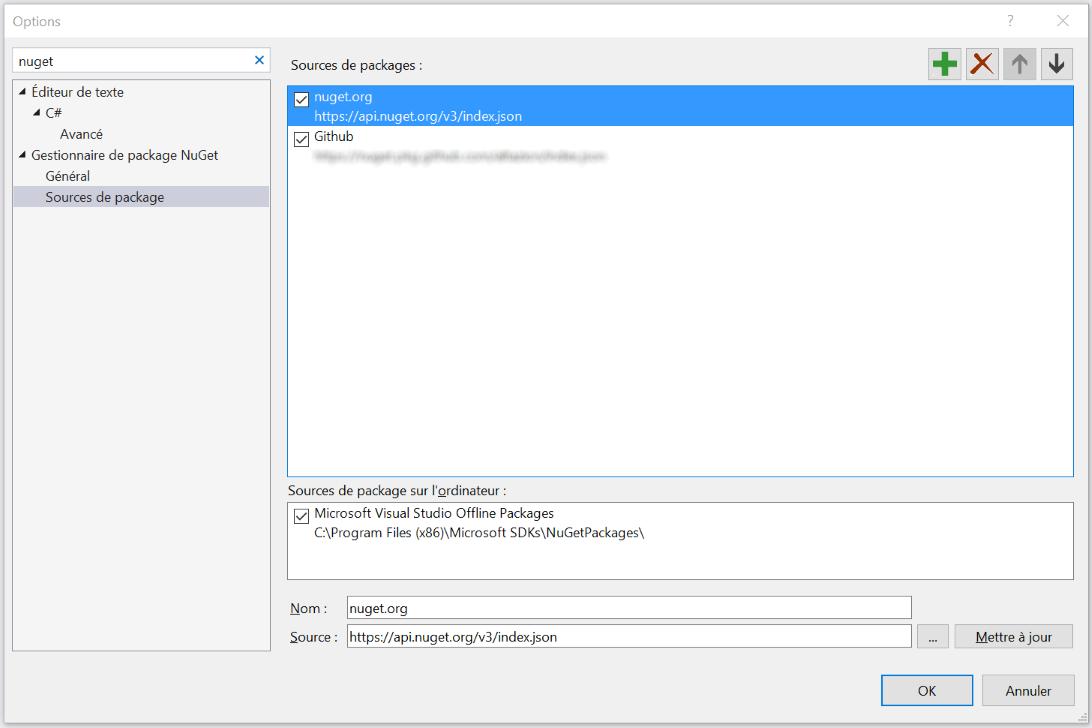 Options
?
nuget
Éditeur de texte
C#
Avancé
Gestionnaire de package NuGet
Général
Sources de package
Sources de packages :
nuget.org
https://api.nuget.org/v3/index.json
Github
Sources de package sur l'ordinateur :
Microsoft Visual Studio Offline Packages
C:\Program Files (x86)\Microsoft SDKs\NuGetPackages\
Nom :
nuget.org
Source :
https://api.nuget.org/v3/index.json
...
Mettre à jour
OK
Annuler